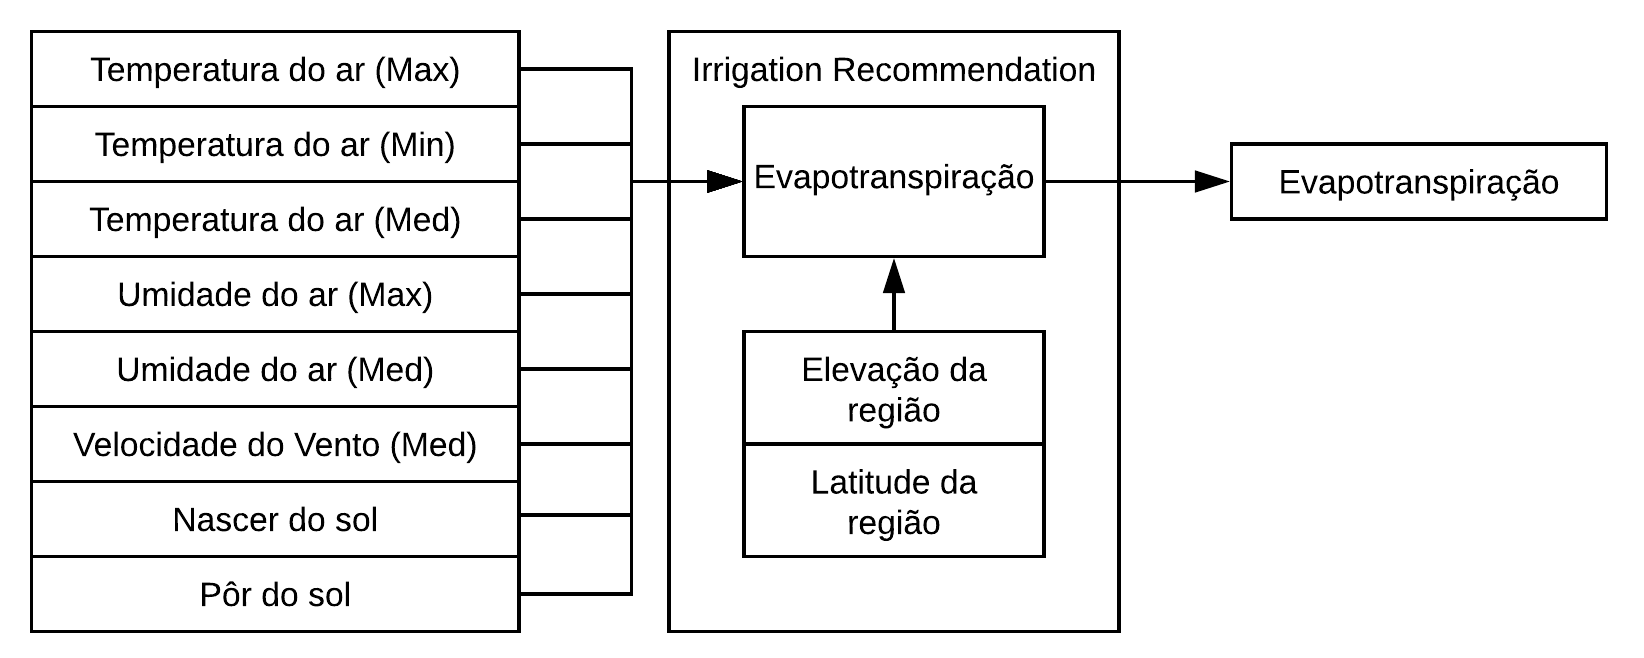 Temperatura do ar (Max)
Temperatura do ar (Min)
Temperatura do ar (Med)
Umidade do ar (Max)
Umidade do ar (Med)
Velocidade do Vento (Med)
Nascer do sol
Pôr do sol
Irrigation Recommendation
Evapotranspiração
Elevação da
região
Latitude da
região
Evapotranspiração